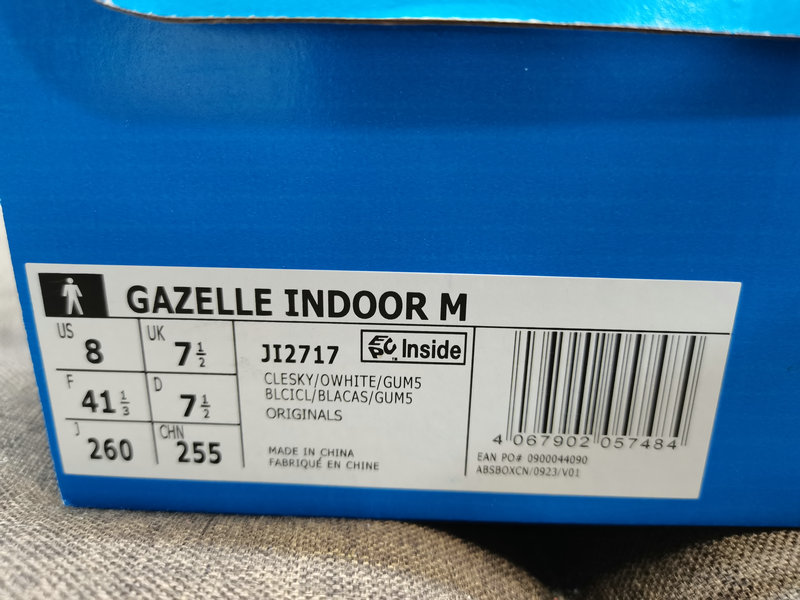 GAZELLE INDOOR M
US 8 UK 7 1/2
F 41 1/3 D 7 1/2
J 260 CHN 255
JI2717 EPC Inside
TM
CLESKY/OWHITE/GUM5
BLCICL/BLACAS/GUM5
ORIGINALS
MADE IN CHINA
FABRIQUÉ EN CHINE
4 067902 057484
EAN PO# 0900044090
ABSBOXCN/0923/V01